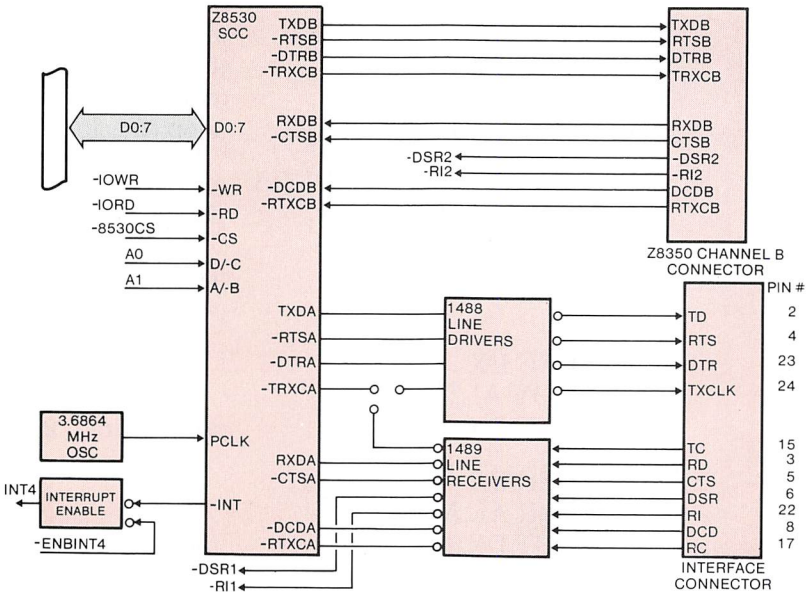 Z8530
SCC
TXDB
-RTSB
-DTRB
-TRXCB
TXDB
RTSB
DTRB
TRXCB
D0:7
D0:7
RXDB
-CTSB
RXDB
CTSB
-DSR2
-DSR2
-RI2
-RI2
-DCDB
DCDB
-RTXCB
RTXCB
-IOWR
-WR
-IORD
-RD
-8530CS
-CS
A0
D/-C
A1
A/-B
Z8350 CHANNEL B
CONNECTOR
PIN #
TXDA
-RTSA
-DTRA
-TRXCA
1488
LINE
DRIVERS
TD
2
RTS
4
DTR
23
TXCLK
24
3.6864
MHz
OSC
PCLK
RXDA
-CTSA
1489
LINE
RECEIVERS
TC
15
RD
3
CTS
5
DSR
6
RI
22
DCD
8
RC
17
INT4
INTERRUPT
ENABLE
-INT
-ENBINT4
-DCDA
-RTXCA
-DSR1
-RI1
INTERFACE
CONNECTOR